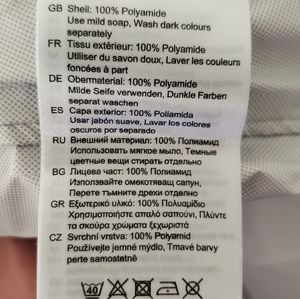 GB Shell: 100% Polyamide
Use mild soap, Wash dark colours
separately
FR Tissu extérieur: 100% Polyamide
Utiliser du savon doux, Laver les couleurs
foncées à part
DE Obermaterial: 100% Polyamide
Milde Seife verwenden, Dunkle Farben
separat waschen
ES Capa exterior: 100% Poliamida
Usar jabón suave, Lavar los colores
oscuros por separado
RU Внешний материал: 100% Полиамид
Использовать мягкое мыло, Темные
цветные вещи стирать отдельно
BG Лицева част: 100% Полиамид
Използвайте омекотяващ сапун,
Перете тъмните дрехи отделно
GR Εξωτερικό υλικό: 100% Πολυαμίδιο
Χρησιμοποιήστε απαλό σαπούνι, Πλύντε
τα σκούρα χρώματα ξεχωριστά
CZ Svrchní vrstva: 100% Polyamid
Používejte jemné mýdlo, Tmavé barvy
perte samostatně
40